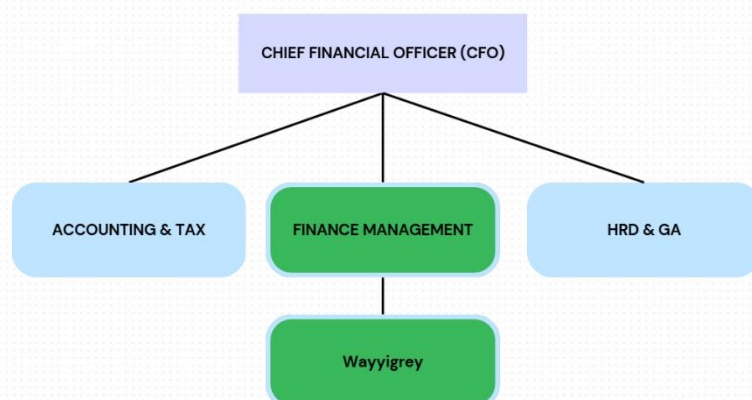 CHIEF FINANCIAL OFFICER (CFO)
ACCOUNTING & TAX
FINANCE MANAGEMENT
HRD & GA
Wayyigrey